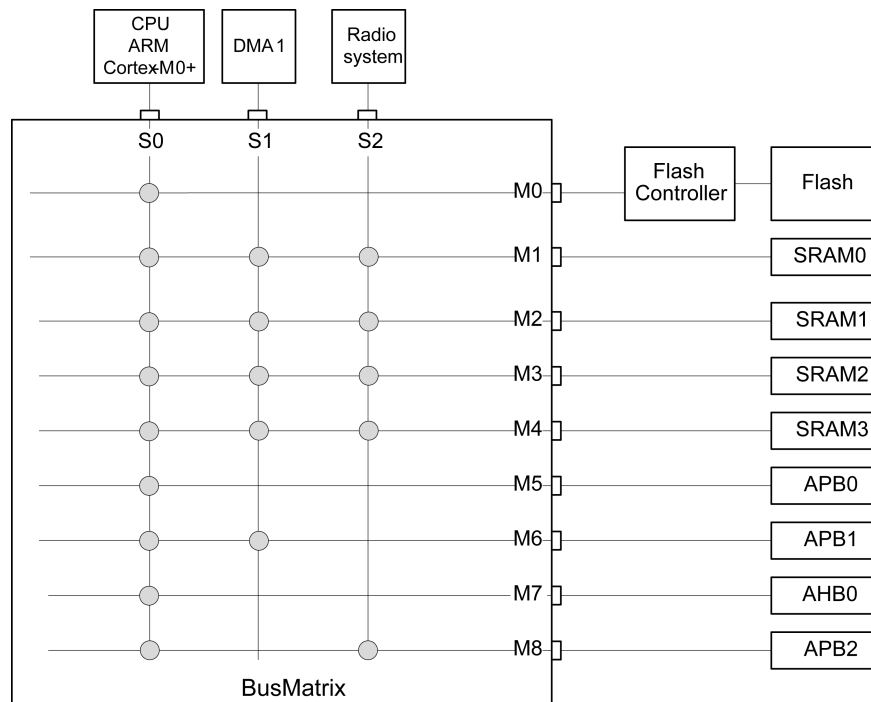 CPU
ARM
Cortex-M0+
DMA1
Radio
system
S0
S1
S2
M0
Flash
Controller
Flash
M1
SRAM0
M2
SRAM1
M3
SRAM2
M4
SRAM3
M5
APB0
M6
APB1
M7
AHB0
M8
APB2
BusMatrix